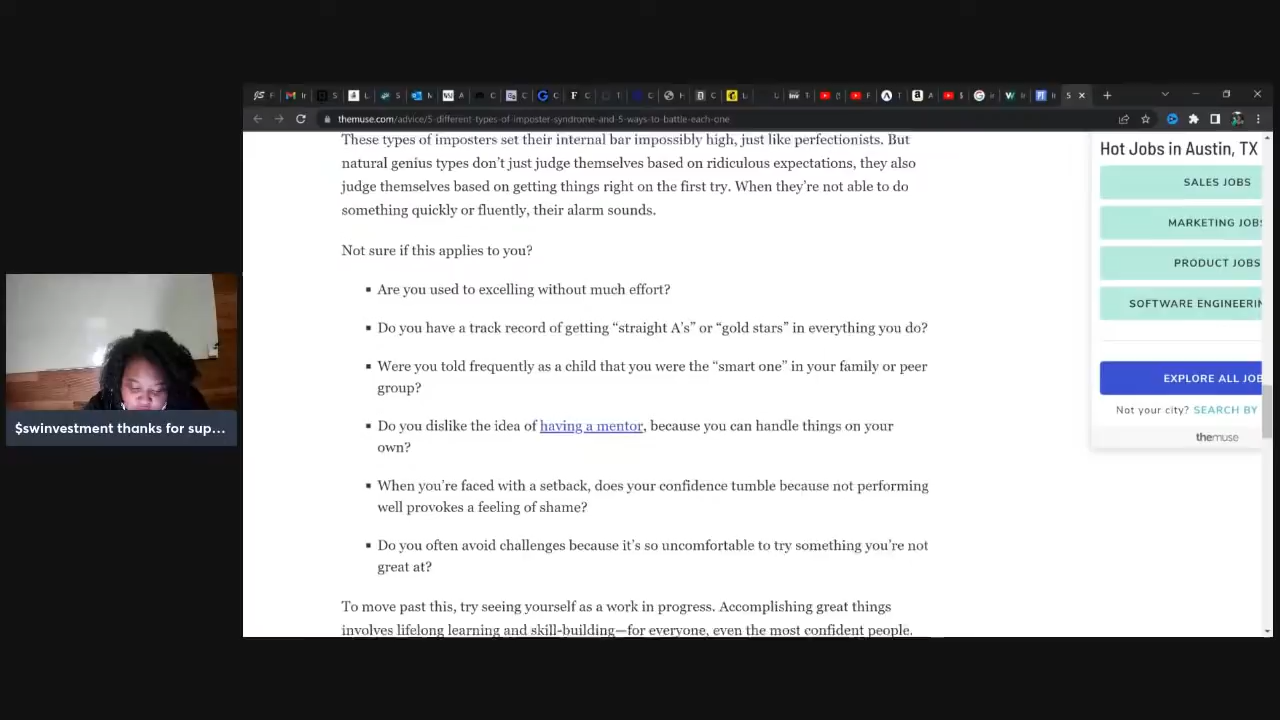 themuse.com/advice/5-different-types-of-imposter-syndrome-and-5-ways-to-battle-each-one
These types of imposters set their internal bar impossibly high, just like perfectionists. But
natural genius types don’t just judge themselves based on ridiculous expectations, they also
judge themselves based on getting things right on the first try. When they’re not able to do
something quickly or fluently, their alarm sounds.
Not sure if this applies to you?
▪ Are you used to excelling without much effort?
▪ Do you have a track record of getting “straight A’s” or “gold stars” in everything you do?
▪ Were you told frequently as a child that you were the “smart one” in your family or peer
group?
▪ Do you dislike the idea of having a mentor, because you can handle things on your
own?
▪ When you’re faced with a setback, does your confidence tumble because not performing
well provokes a feeling of shame?
▪ Do you often avoid challenges because it’s so uncomfortable to try something you’re not
great at?
To move past this, try seeing yourself as a work in progress. Accomplishing great things
involves lifelong learning and skill-building—for everyone, even the most confident people.
Hot Jobs in Austin, TX
SALES JOBS
MARKETING JOBS
PRODUCT JOBS
SOFTWARE ENGINEERIN
EXPLORE ALL JOB
Not your city? SEARCH BY
themuse
$swinvestment thanks for sup...